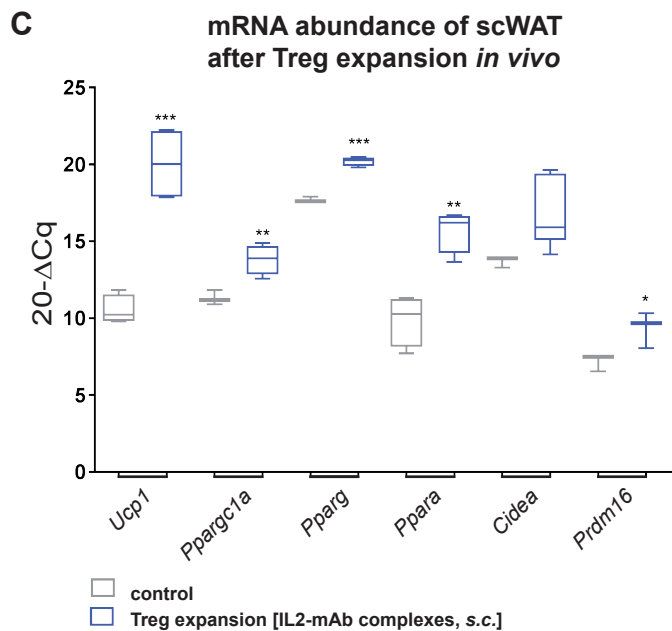 C
mRNA abundance of scWAT
after Treg expansion in vivo
20-ΔCq
25
20
15
10
5
0
***
**
***
**
*
Ucp1
Ppargc1a
Pparg
Ppara
Cidea
Prdm16
control
Treg expansion [IL2-mAb complexes, s.c.]